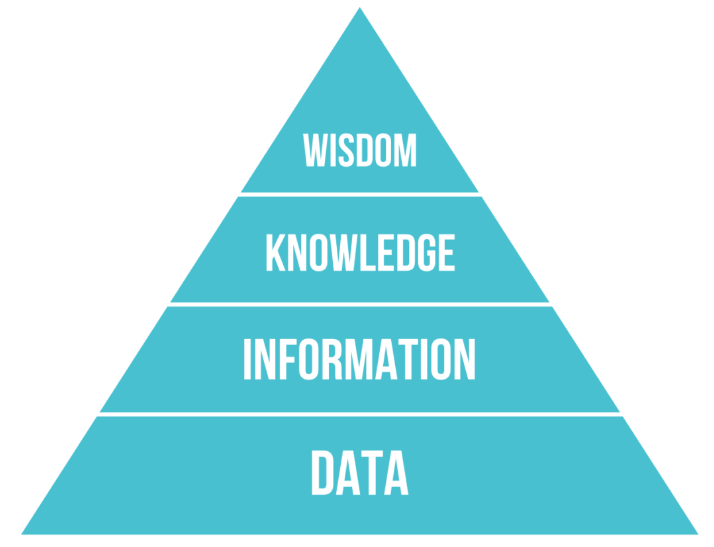 WISDOM
KNOWLEDGE
INFORMATION
DATA